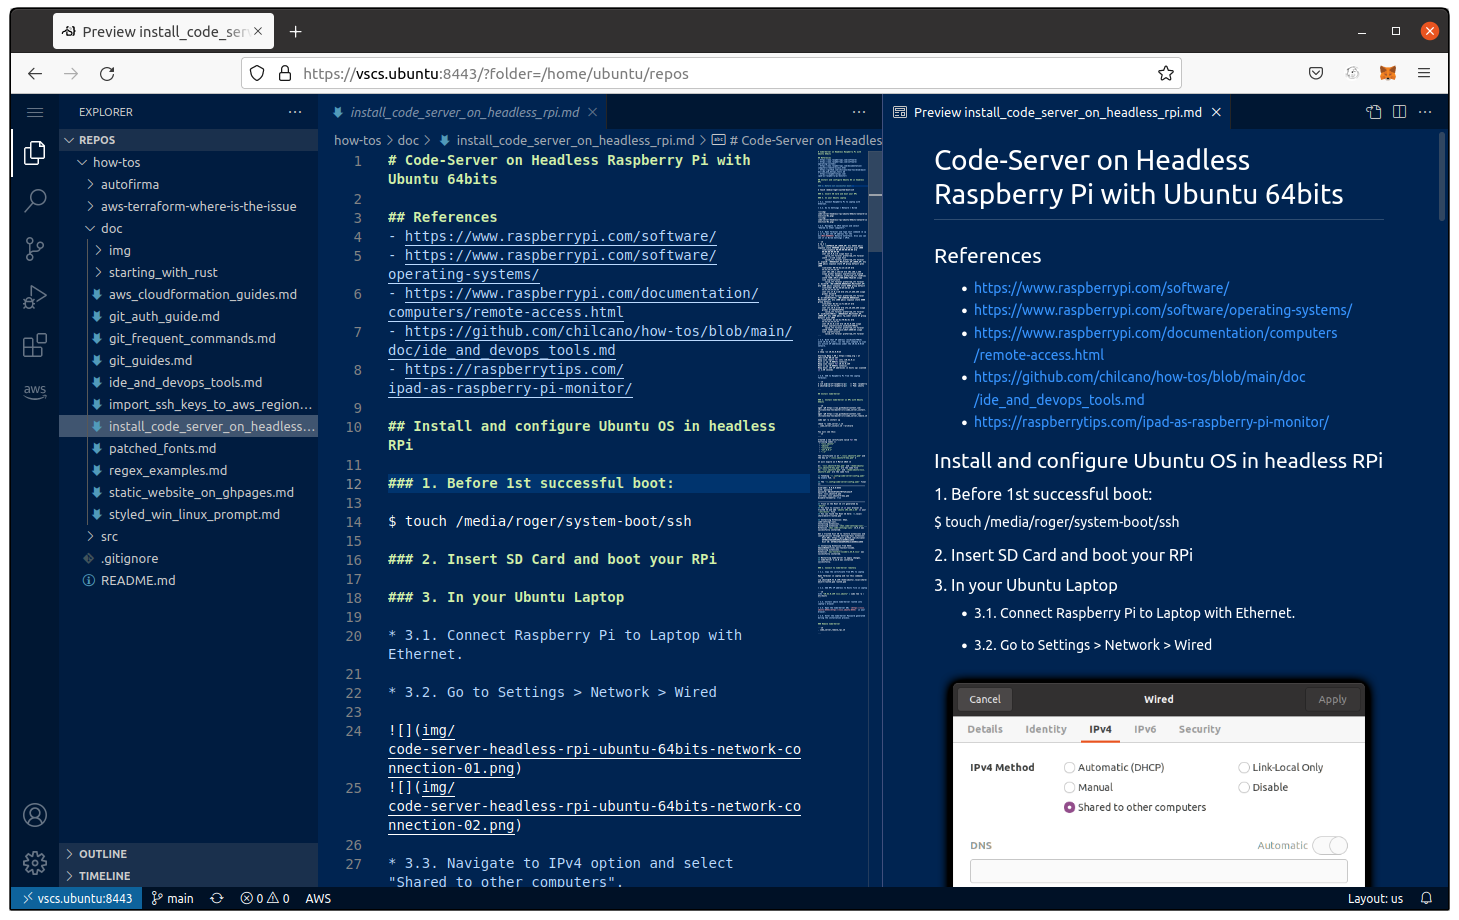 Preview install_code_ser
https://vscs.ubuntu:8443/?folder=/home/ubuntu/repos
EXPLORER
REPOS
how-tos
autofirma
aws-terraform-where-is-the-issue
doc
img
starting_with_rust
aws_cloudformation_guides.md
git_auth_guide.md
git_frequent_commands.md
git_guides.md
ide_and_devops_tools.md
import_ssh_keys_to_aws_region...
install_code_server_on_headless...
patched_fonts.md
regex_examples.md
static_website_on_ghpages.md
styled_win_linux_prompt.md
src
.gitignore
README.md
aws
OUTLINE
TIMELINE
install_code_server_on_headless_rpi.md
how-tos > doc > install_code_server_on_headless_rpi.md > # Code-Server on Headles
1 # Code-Server on Headless Raspberry Pi with
Ubuntu 64bits
2
3 ## References
4 - https://www.raspberrypi.com/software/
5 - https://www.raspberrypi.com/software/
operating-systems/
6 - https://www.raspberrypi.com/documentation/
computers/remote-access.html
7 - https://github.com/chilcano/how-tos/blob/main/
doc/ide_and_devops_tools.md
8 - https://raspberrytips.com/
ipad-as-raspberry-pi-monitor/
9
10 ## Install and configure Ubuntu OS in headless
RPi
11
12 ### 1. Before 1st successful boot:
13
14 $ touch /media/roger/system-boot/ssh
15
16 ### 2. Insert SD Card and boot your RPi
17
18 ### 3. In your Ubuntu Laptop
19
20 * 3.1. Connect Raspberry Pi to Laptop with
Ethernet.
21
22 * 3.2. Go to Settings > Network > Wired
23
24 ![](img/
code-server-headless-rpi-ubuntu-64bits-network-co
nnection-01.png)
25 ![](img/
code-server-headless-rpi-ubuntu-64bits-network-co
nnection-02.png)
26
27 * 3.3. Navigate to IPv4 option and select
"Shared to other computers".
Preview install_code_server_on_headless_rpi.md
Code-Server on Headless
Raspberry Pi with Ubuntu 64bits
References
• https://www.raspberrypi.com/software/
• https://www.raspberrypi.com/software/operating-systems/
• https://www.raspberrypi.com/documentation/computers
/remote-access.html
• https://github.com/chilcano/how-tos/blob/main/doc
/ide_and_devops_tools.md
• https://raspberrytips.com/ipad-as-raspberry-pi-monitor/
Install and configure Ubuntu OS in headless RPi
1. Before 1st successful boot:
$ touch /media/roger/system-boot/ssh
2. Insert SD Card and boot your RPi
3. In your Ubuntu Laptop
• 3.1. Connect Raspberry Pi to Laptop with Ethernet.
• 3.2. Go to Settings > Network > Wired
Cancel Wired Apply
Details Identity IPv4 IPv6 Security
IPv4 Method Automatic (DHCP) Link-Local Only
Manual Disable
Shared to other computers
DNS Automatic
vscs.ubuntu:8443 main 0 0 AWS Layout: us